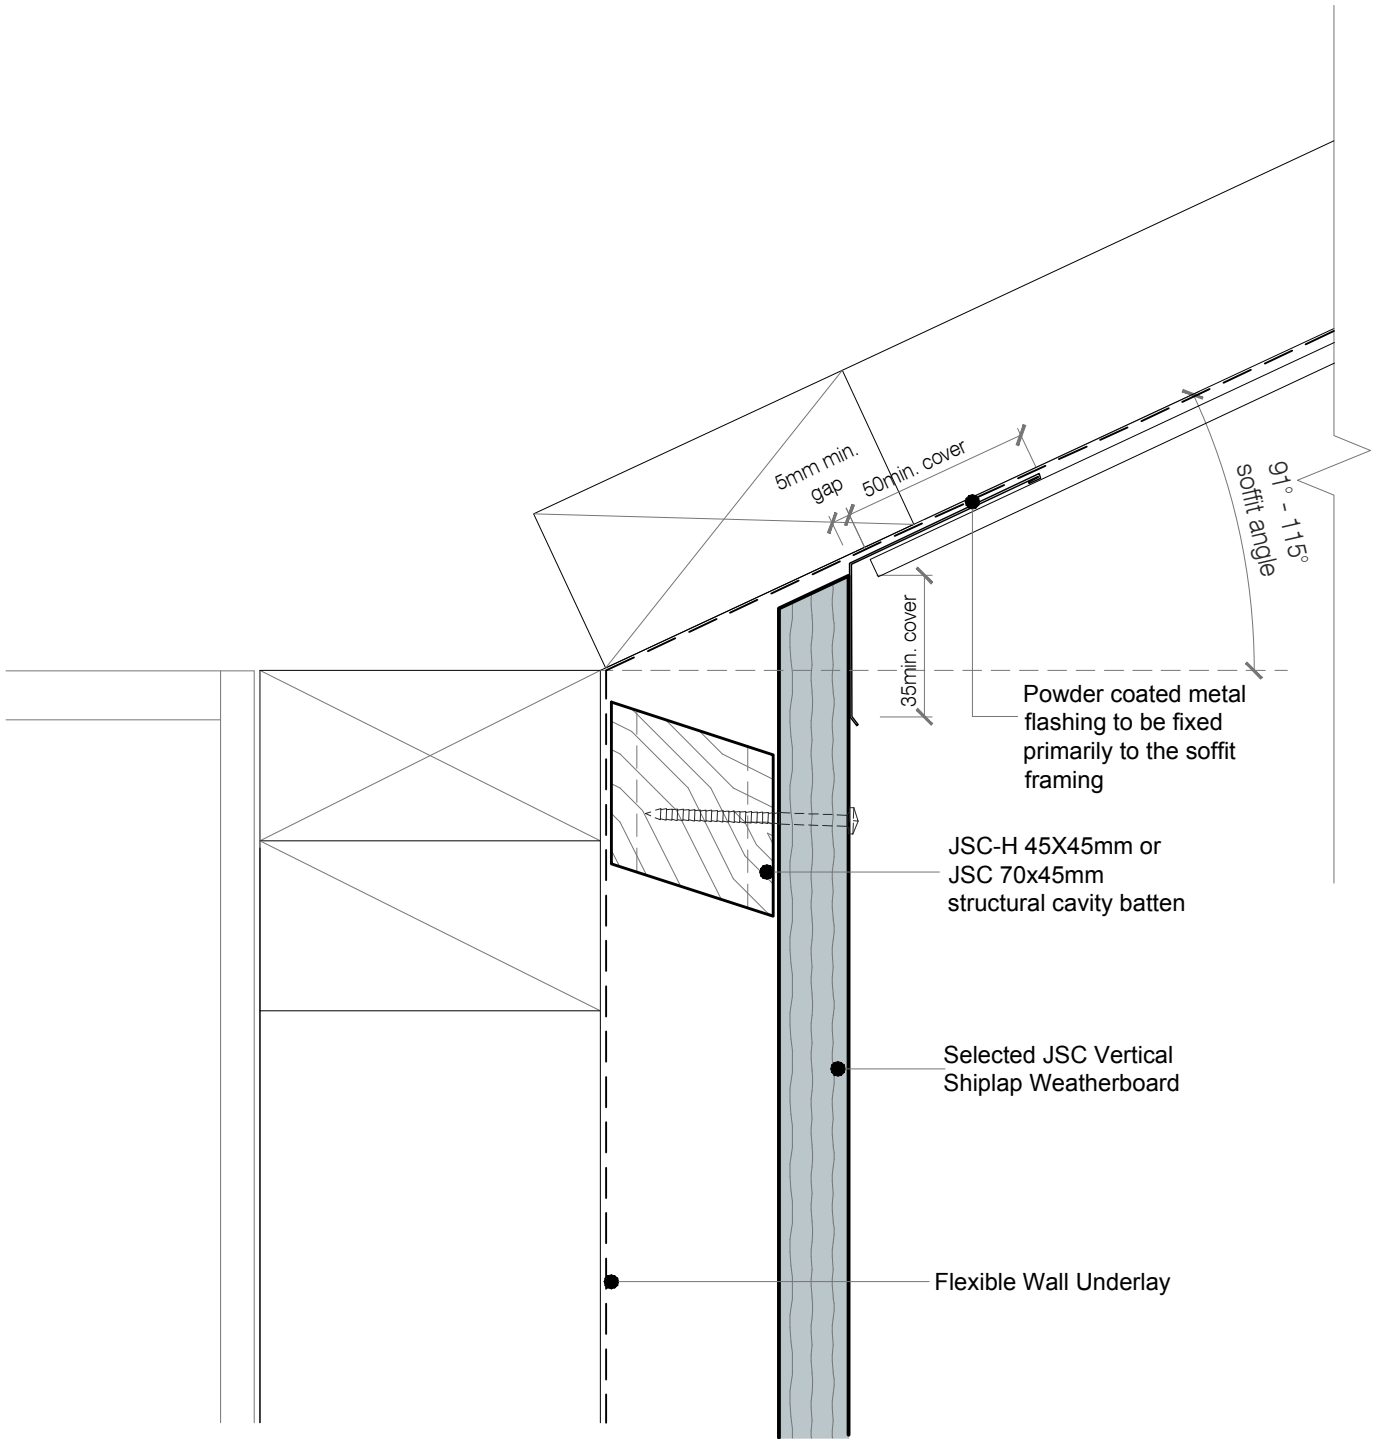 5mm min.
gap
50min. cover
91° - 115°
soffit angle
35min. cover
Powder coated metal
flashing to be fixed
primarily to the soffit
framing
JSC-H 45X45mm or
JSC 70x45mm
structural cavity batten
Selected JSC Vertical
Shiplap Weatherboard
Flexible Wall Underlay